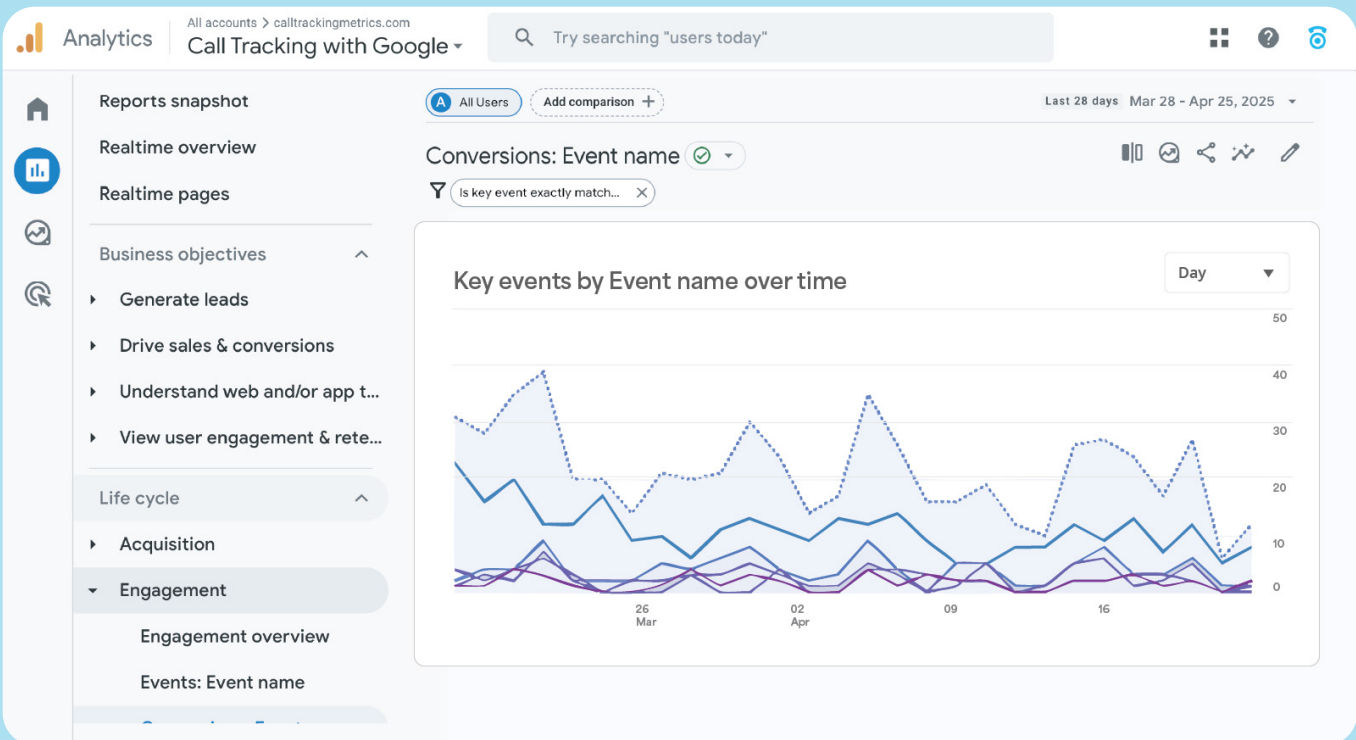 Analytics
All accounts > calltrackingmetrics.com
Call Tracking with Google
Try searching "users today"
Reports snapshot
Realtime overview
Realtime pages
Business objectives
Generate leads
Drive sales & conversions
Understand web and/or app t...
View user engagement & rete...
Life cycle
Acquisition
Engagement
Engagement overview
Events: Event name
A All Users
Add comparison +
Last 28 days Mar 28 - Apr 25, 2025
Conversions: Event name
Is key event exactly match...
Key events by Event name over time
Day
50
40
30
20
10
0
26
Mar
02
Apr
09
16